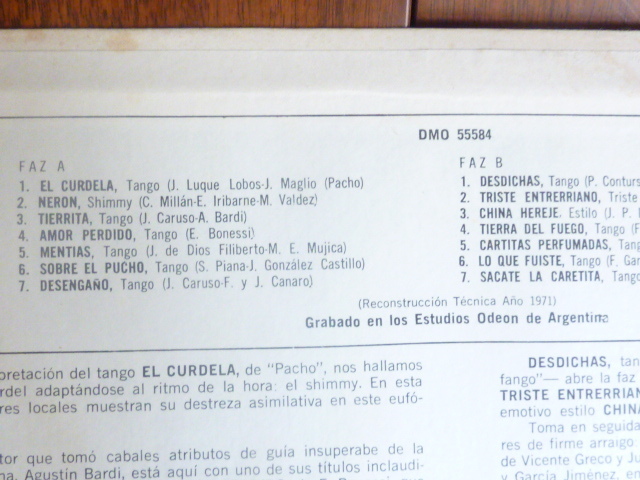 DMO 55584
FAZ A
1. EL CURDELA, Tango (J. Luque Lobos-J. Maglio (Pacho)
2. NERON, Shimmy (C. Millán-E. Iribarne-M. Valdez)
3. TIERRITA, Tango (J. Caruso-A. Bardi)
4. AMOR PERDIDO, Tango (E. Bonessi)
5. MENTIAS, Tango (J. de Dios Filiberto-M. E. Mujica)
6. SOBRE EL PUCHO, Tango (S. Piana-J. González Castillo)
7. DESENGAÑO, Tango (J. Caruso-F. y J. Canaro)
FAZ B
1. DESDICHAS, Tango (P. Conturs
2. TRISTE ENTRERRIANO, Triste
3. CHINA HEREJE. Estilo (J. P.
4. TIERRA DEL FUEGO, Tango (F
5. CARTITAS PERFUMADAS, Tang
6. LO QUE FUISTE, Tango (F. Gar
7. SACATE LA CARETITA, Tango
(Reconstrucción Técnica Año 1971)
Grabado en los Estudios Odeon de Argentina
pretación del tango EL CURDELA, de "Pacho", nos hallamos
rdel adaptándose al ritmo de la hora: el shimmy. En esta
res locales muestran su destreza asimilativa en este eufó-
tor que tomó cabales atributos de guía insuperabe de la
na. Agustín Bardi, está aquí con uno de sus títulos incluadi-
DESDICHAS, tan
fango"— abre la faz
TRISTE ENTRERRIAN
emotivo estilo CHINA
Toma en seguida
res de firme arraigo:
de Vicente Greco y Ju
y García Jiménez, en